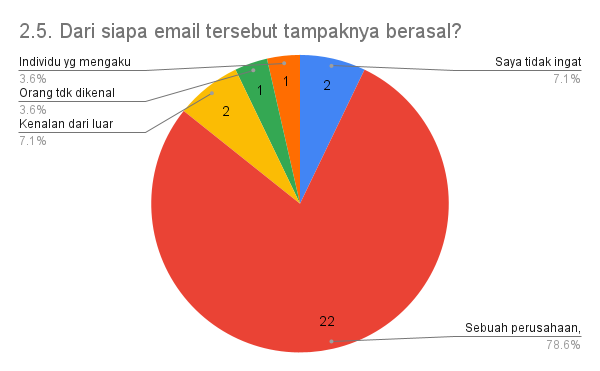 2.5. Dari siapa email tersebut tampaknya berasal?
Individu yg mengaku
3.6%
Orang tdk dikenal
3.6%
Kenalan dari luar
7.1%
Saya tidak ingat
7.1%
2
1
1
2
22
Sebuah perusahaan,
78.6%